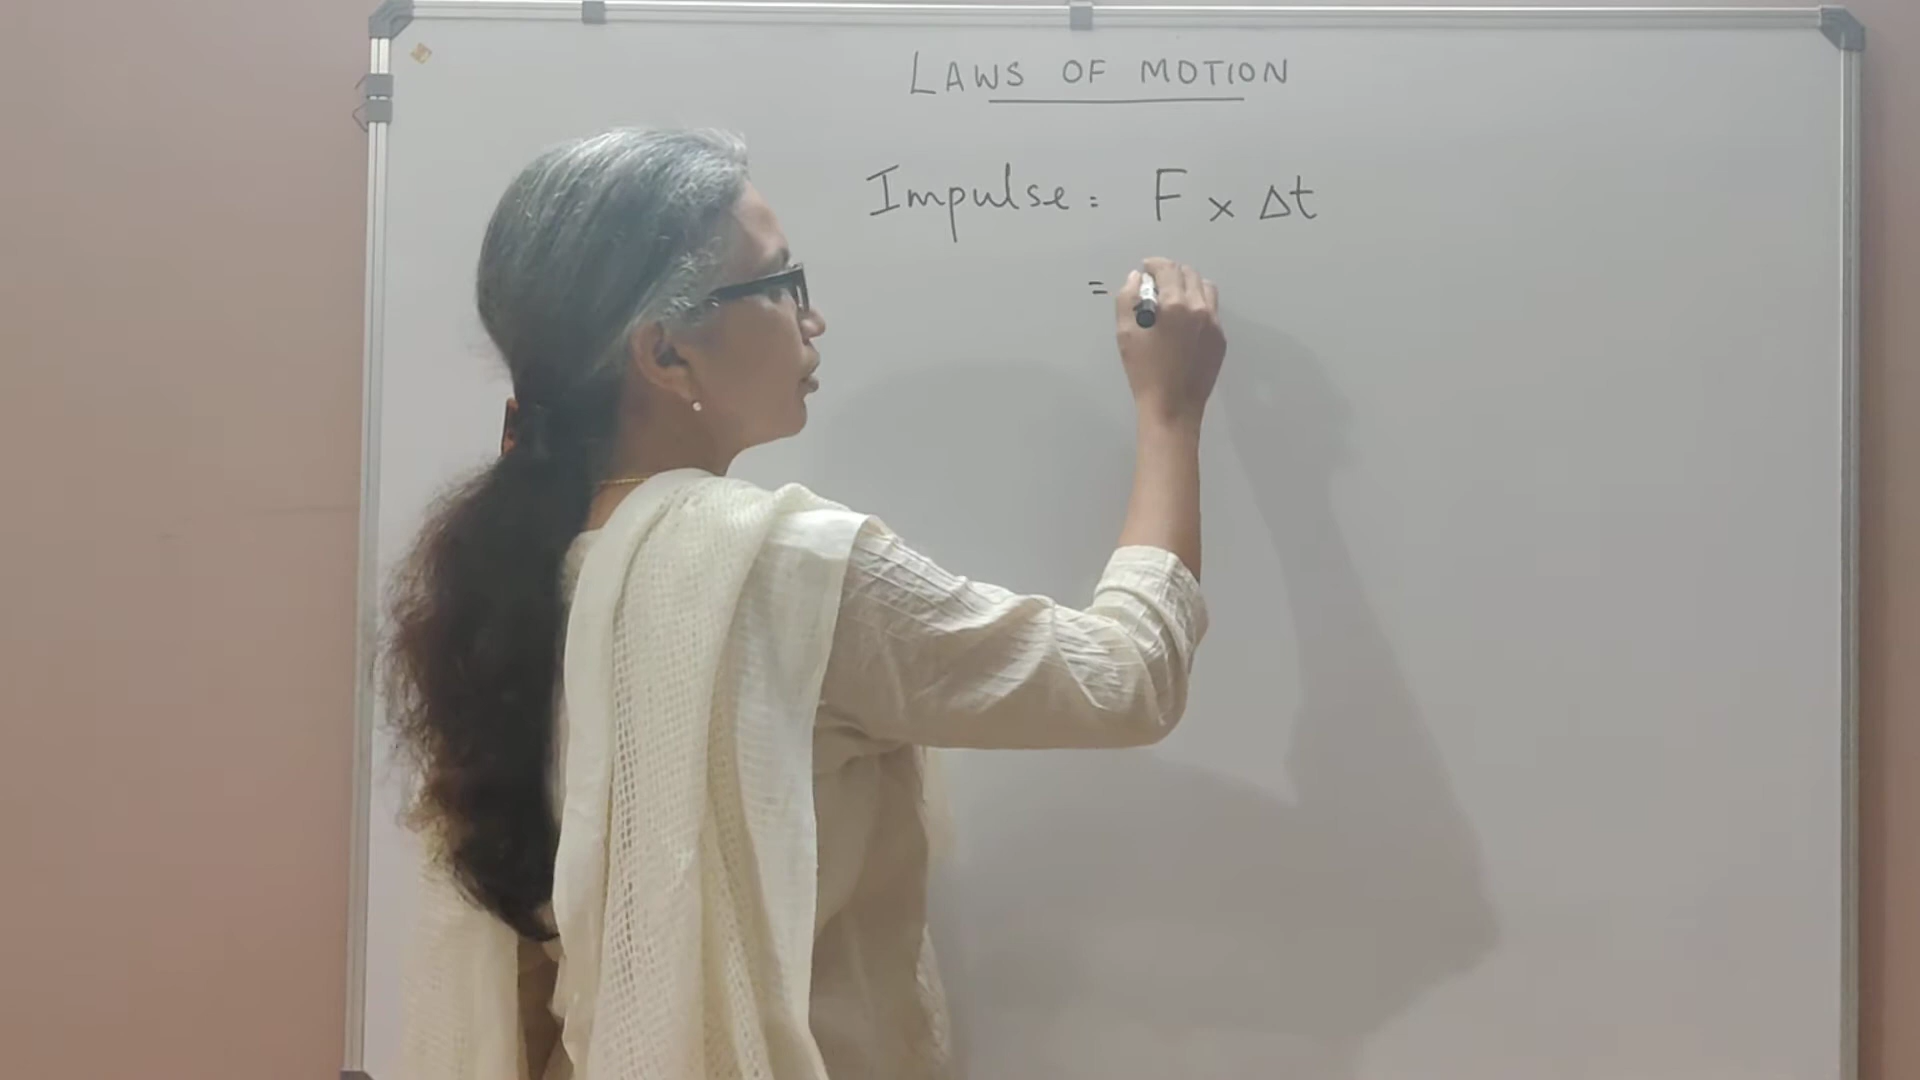 LAWS OF MOTION
Impulse = F × Δt
=